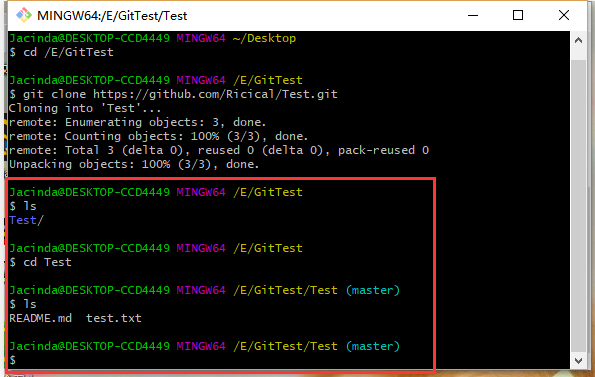 MINGW64:/E/GitTest/Test
Jacinda@DESKTOP-CCD4449 MINGW64 ~/Desktop
$ cd /E/GitTest
Jacinda@DESKTOP-CCD4449 MINGW64 /E/GitTest
$ git clone https://github.com/Ricical/Test.git
Cloning into 'Test'...
remote: Enumerating objects: 3, done.
remote: Counting objects: 100% (3/3), done.
remote: Total 3 (delta 0), reused 0 (delta 0), pack-reused 0
Unpacking objects: 100% (3/3), done.
Jacinda@DESKTOP-CCD4449 MINGW64 /E/GitTest
$ ls
Test/
Jacinda@DESKTOP-CCD4449 MINGW64 /E/GitTest
$ cd Test
Jacinda@DESKTOP-CCD4449 MINGW64 /E/GitTest/Test (master)
$ ls
README.md  test.txt
Jacinda@DESKTOP-CCD4449 MINGW64 /E/GitTest/Test (master)
$